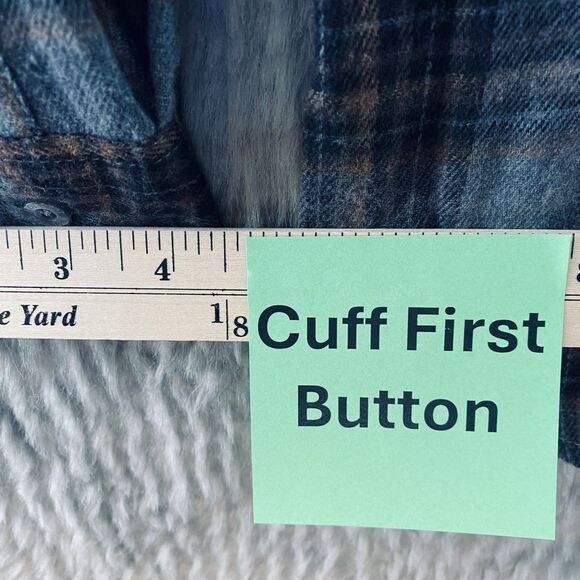 3 4
e Yard 1/8
Cuff First
Button